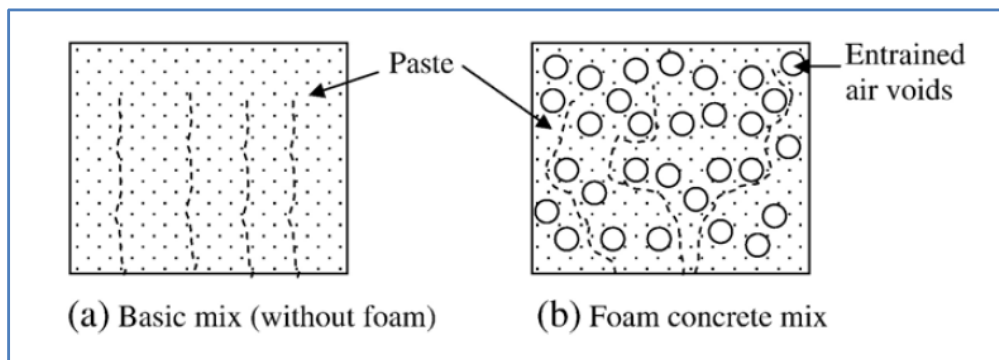 Paste
Entrained
air voids
(a) Basic mix (without foam)
(b) Foam concrete mix